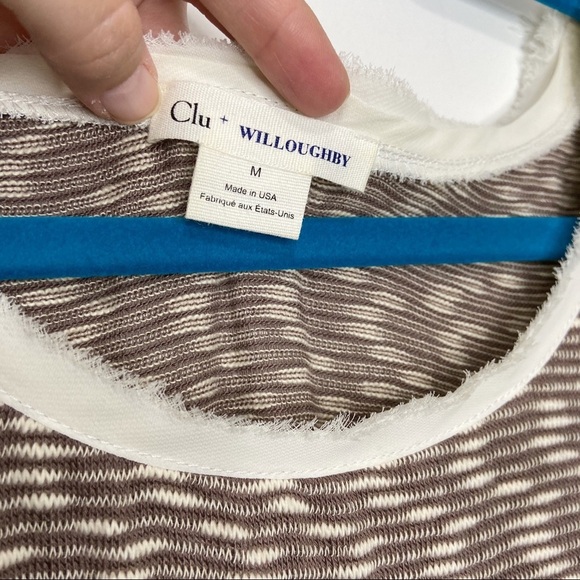 Clu + WILLOUGHBY
M
Made in USA
Fabriqué aux États-Unis